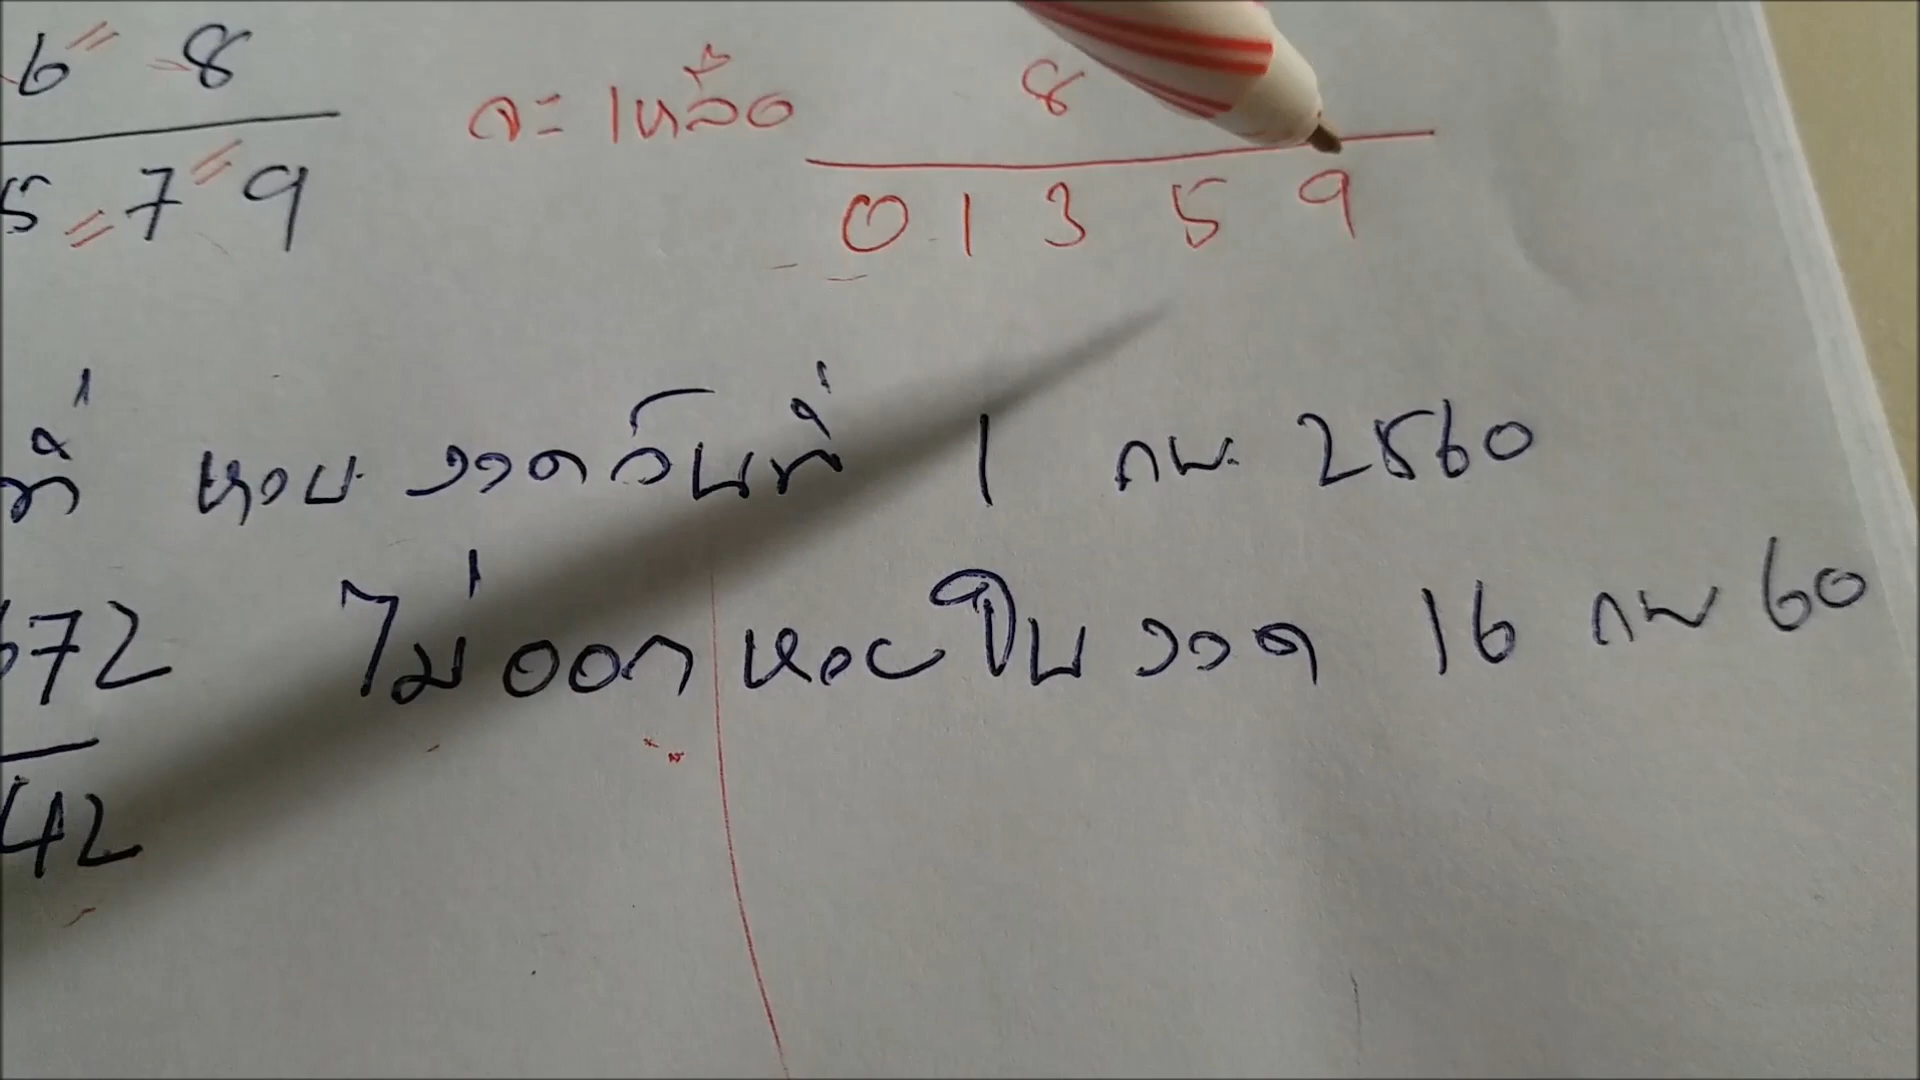 6 8
5 7 9
จะเหลือ 8
0 1 3 5 9
ที่ หวย งวดวันที่ 1 กพ. 2560
672 ไม่ออก หวยในงวด 16 กพ 60
42